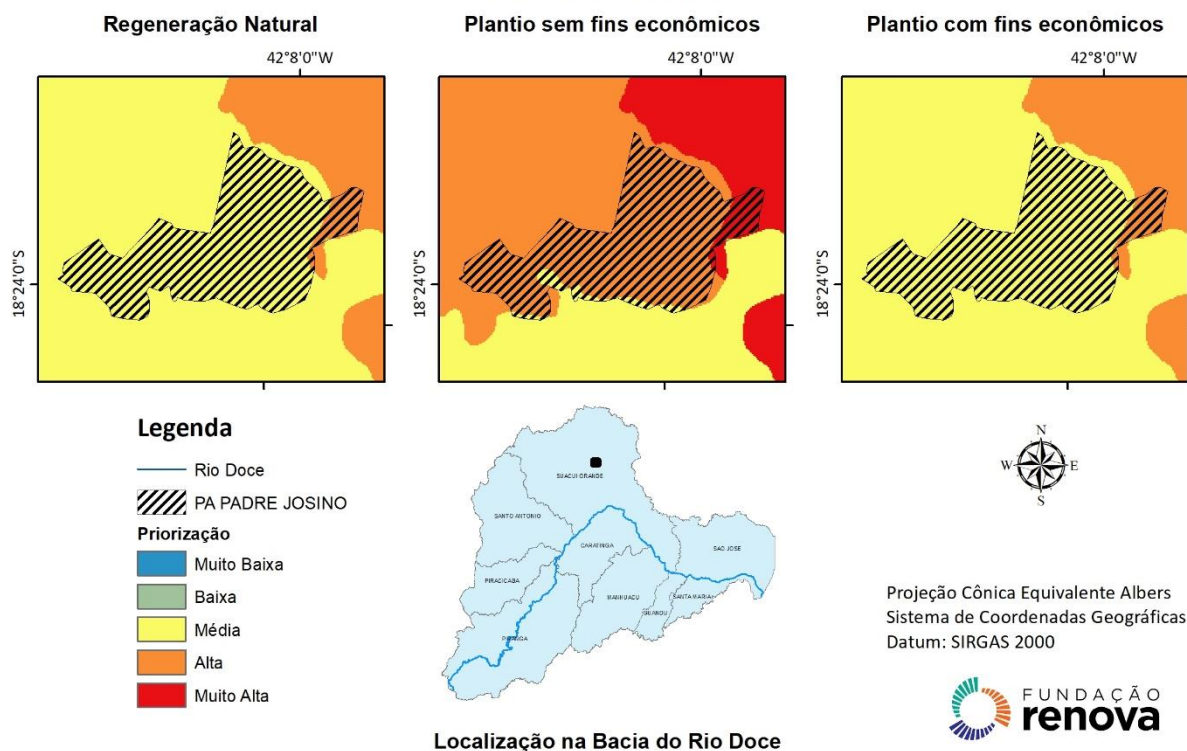 Regeneração Natural
Plantio sem fins econômicos
Plantio com fins econômicos
42°8'0"W
42°8'0"W
42°8'0"W
18°24'0"S
18°24'0"S
18°24'0"S
Legenda
Rio Doce
PA PADRE JOSINO
Priorização
Muito Baixa
Baixa
Média
Alta
Muito Alta
SUACUI GRANDE
SANTO ANTONIO
CARATINGA
SAO JOSE
PIRACICABA
MANHUACU
SANTA MARIA
GUANDU
PIRANGA
Localização na Bacia do Rio Doce
N
W
E
S
Projeção Cônica Equivalente Albers
Sistema de Coordenadas Geográficas
Datum: SIRGAS 2000
FUNDAÇÃO
renova